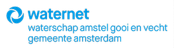 waternet
waterschap amstel gooi en vecht
gemeente amsterdam